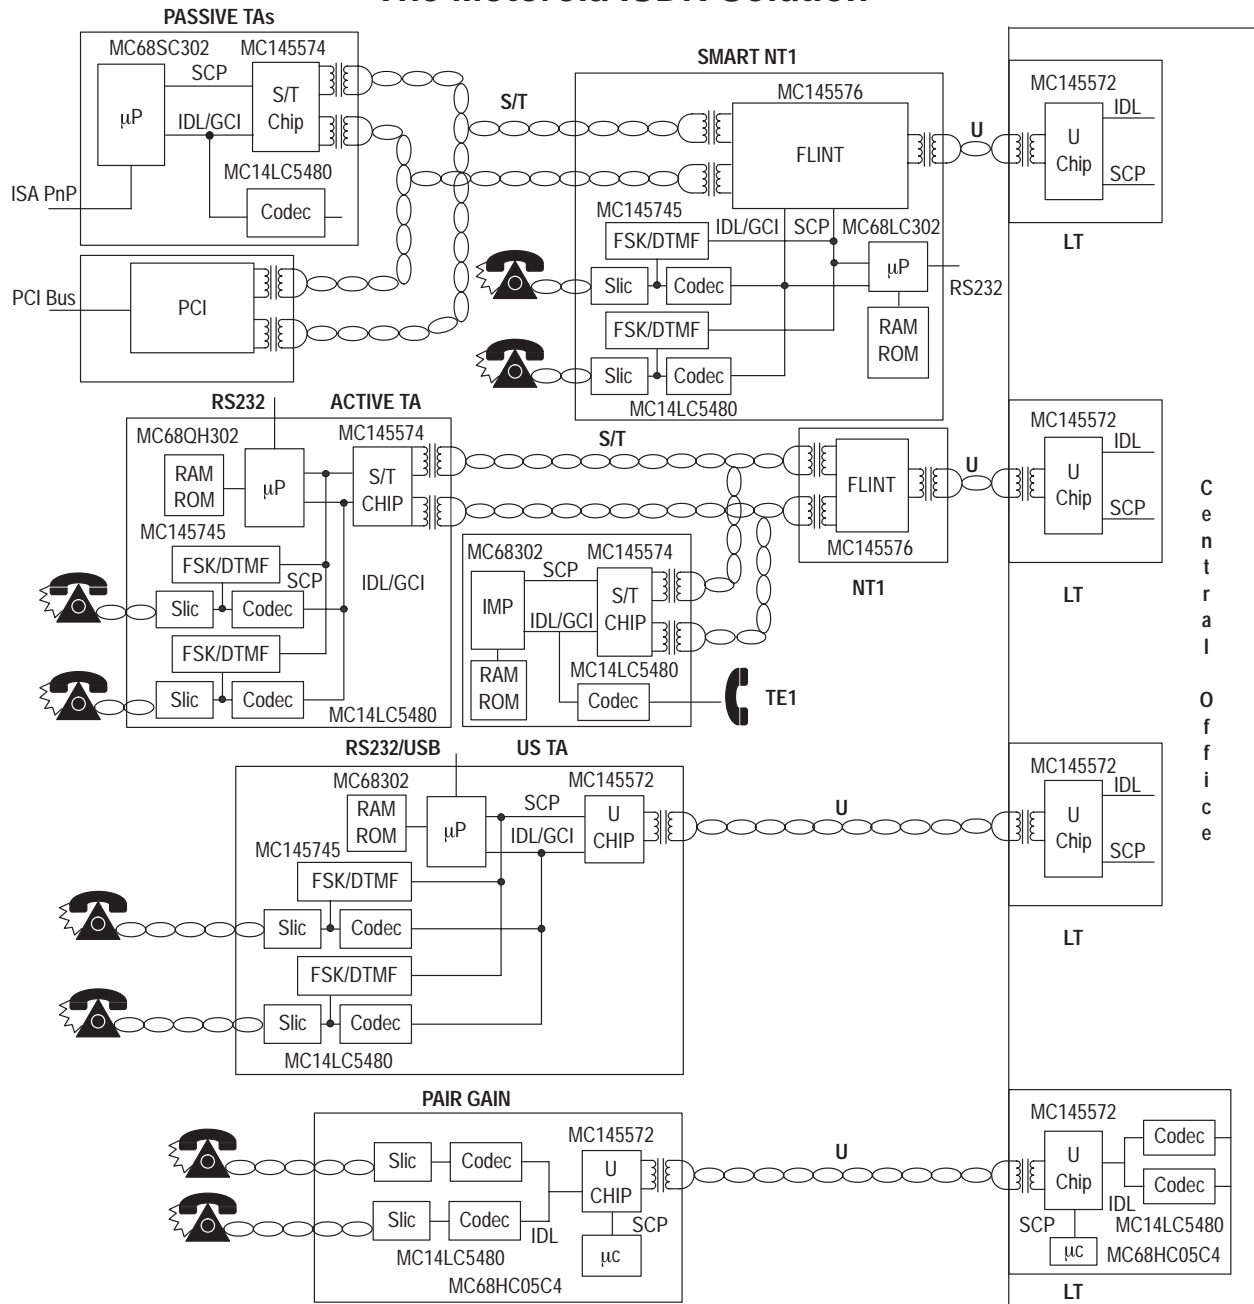 The Motorola ISDN Solution
PASSIVE TAs
MC68SC302
MC145574
SCP
μP
S/T
Chip
IDL/GCI
MC14LC5480
Codec
ISA PnP
PCI Bus
PCI
S/T
SMART NT1
MC145576
FLINT
MC145745
IDL/GCI
SCP
MC68LC302
FSK/DTMF
μP
RS232
Slic
Codec
FSK/DTMF
RAM
ROM
Slic
Codec
MC14LC5480
U
MC145572
IDL
U
Chip
SCP
LT
RS232
ACTIVE TA
MC68QH302
MC145574
RAM
ROM
μP
S/T
CHIP
MC145745
FSK/DTMF
SCP
IDL/GCI
Slic
Codec
FSK/DTMF
Slic
Codec
MC14LC5480
S/T
MC68302
MC145574
SCP
IMP
S/T
CHIP
IDL/GCI
RAM
ROM
MC14LC5480
Codec
TE1
FLINT
MC145576
NT1
U
MC145572
IDL
U
Chip
SCP
LT
Central Office
RS232/USB
US TA
MC68302
MC145572
RAM
ROM
μP
SCP
U
CHIP
IDL/GCI
MC145745
FSK/DTMF
Slic
Codec
FSK/DTMF
Slic
Codec
MC14LC5480
U
MC145572
IDL
U
Chip
SCP
LT
PAIR GAIN
MC145572
Slic
Codec
U
CHIP
Slic
Codec
IDL
SCP
MC14LC5480
μc
MC68HC05C4
U
MC145572
Codec
U
Chip
Codec
IDL
SCP
MC14LC5480
μc
MC68HC05C4
LT